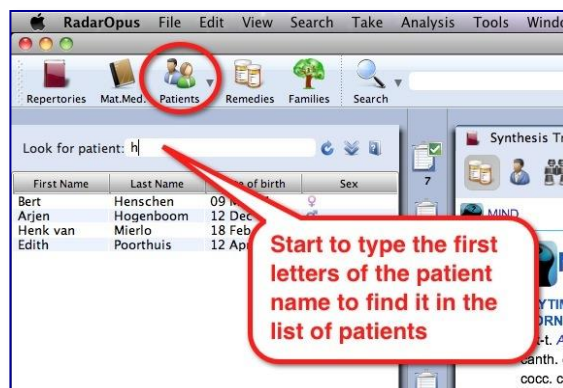 RadarOpus File Edit View Search Take Analysis Tools
Repertories Mat.Med. Patients Remedies Families Search
Look for patient: h
7
Synthesis
First Name Last Name of birth Sex
Bert Henschen 09
Arjen Hogenboom 12 Dec
Henk van Mierlo 18 Feb
Edith Poorthuis 12 Apr
MIND
Start to type the first
letters of the patient
name to find it in the
list of patients
canth.
cocc. c